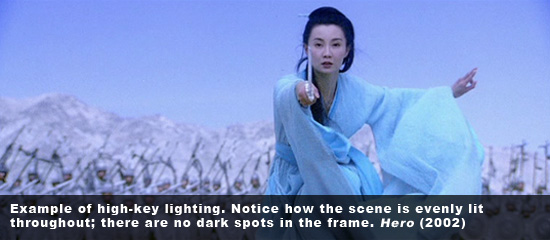 Example of high-key lighting. Notice how the scene is evenly lit
throughout; there are no dark spots in the frame. Hero (2002)